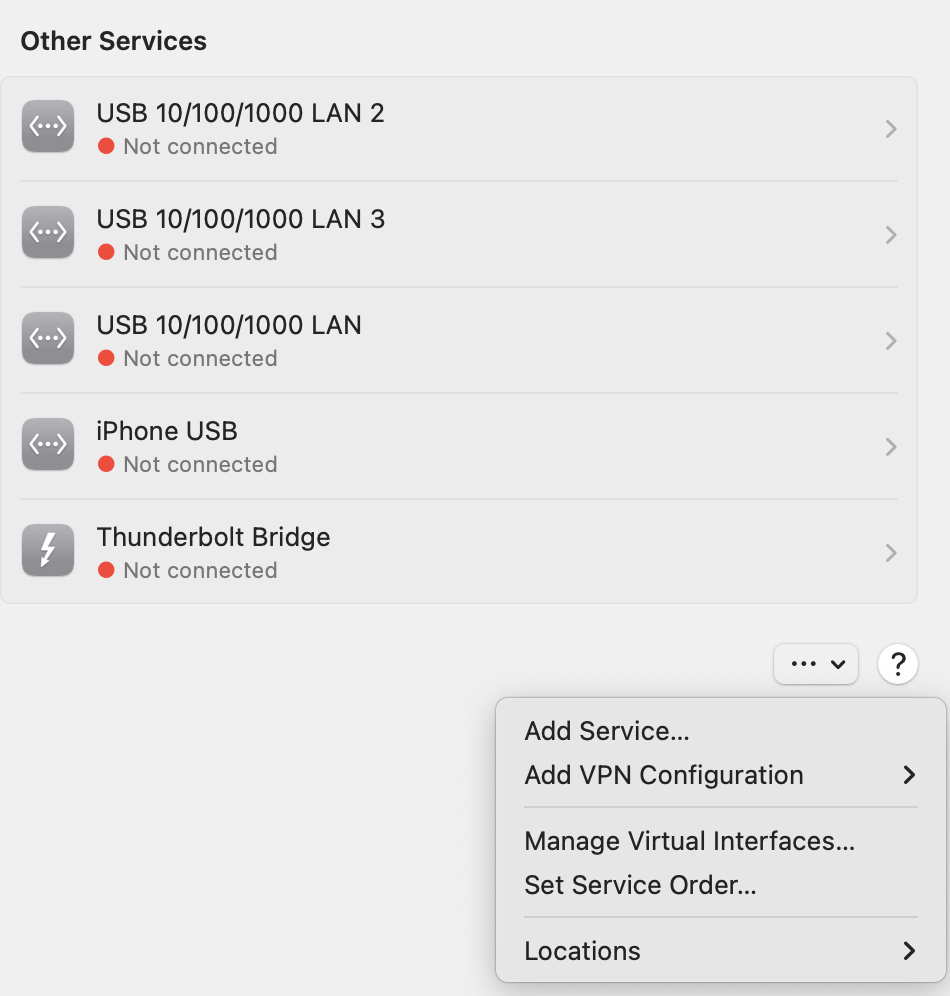 Other Services
USB 10/100/1000 LAN 2
Not connected
USB 10/100/1000 LAN 3
Not connected
USB 10/100/1000 LAN
Not connected
iPhone USB
Not connected
Thunderbolt Bridge
Not connected
... ?
Add Service...
Add VPN Configuration
Manage Virtual Interfaces...
Set Service Order...
Locations